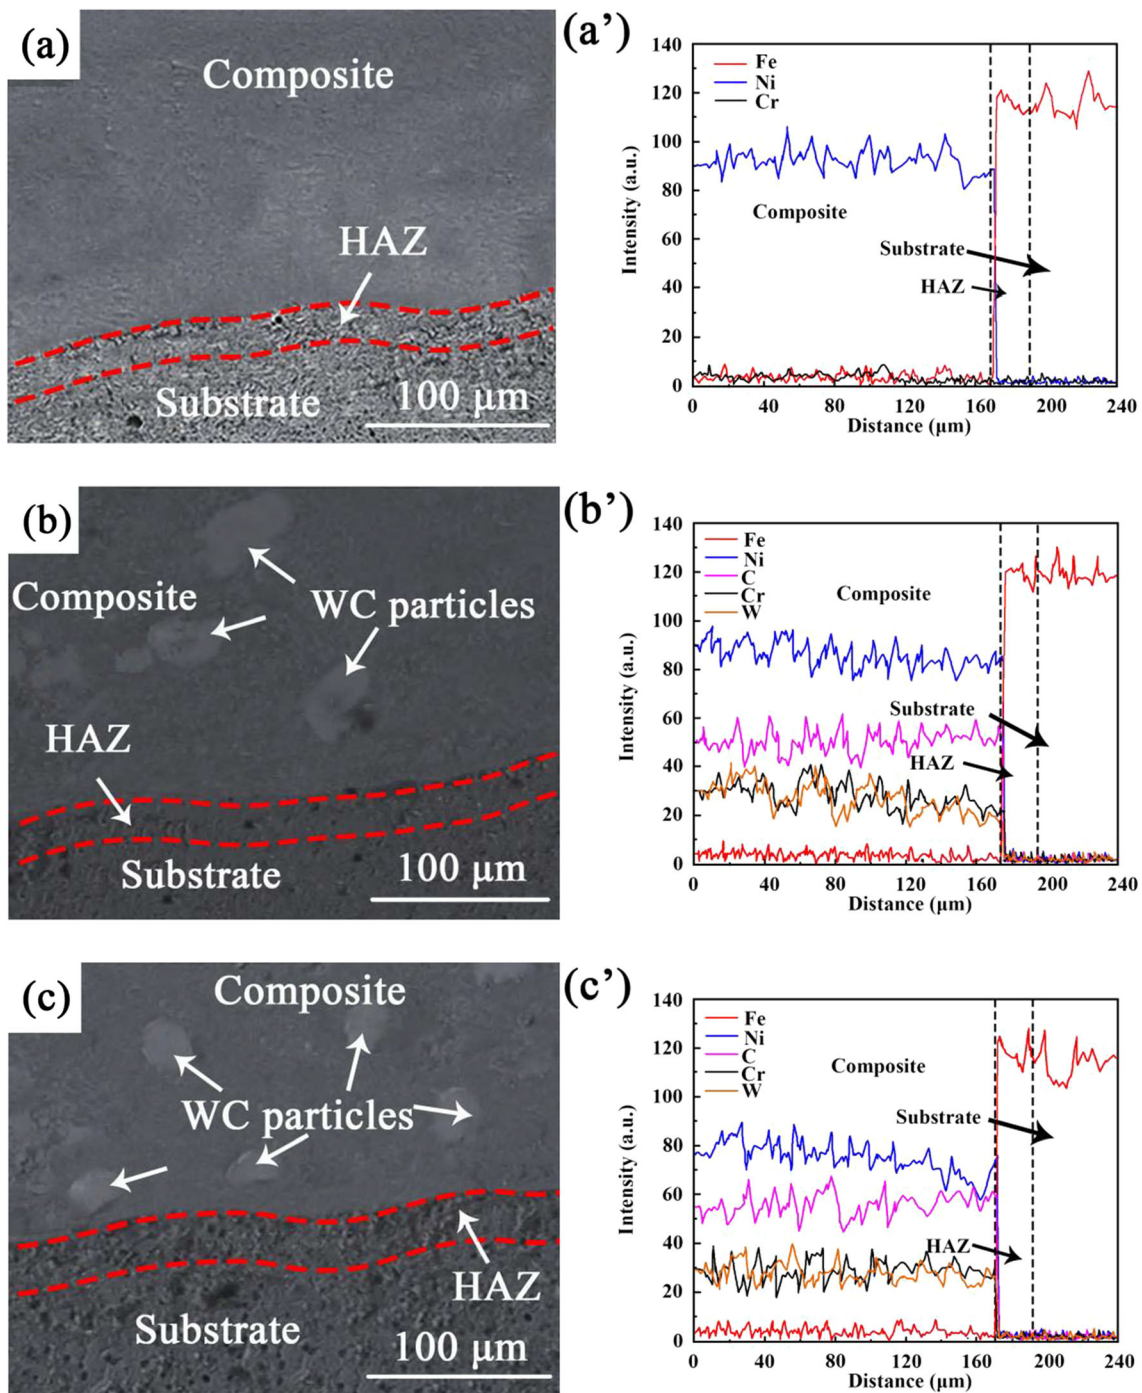 (a)
Composite
HAZ
Substrate
100 μm
(a’)
140
120
100
80
60
40
20
0
Intensity (a.u.)
Fe
Ni
Cr
Composite
Substrate
HAZ
0 40 80 120 160 200 240
Distance (μm)
(b)
Composite
WC particles
HAZ
Substrate
100 μm
(b’)
140
120
100
80
60
40
20
0
Intensity (a.u.)
Fe
Ni
C
Cr
W
Composite
Substrate
HAZ
0 40 80 120 160 200 240
Distance (μm)
(c)
Composite
WC particles
HAZ
Substrate
100 μm
(c’)
140
120
100
80
60
40
20
0
Intensity (a.u.)
Fe
Ni
C
Cr
W
Composite
Substrate
HAZ
0 40 80 120 160 200 240
Distance (μm)